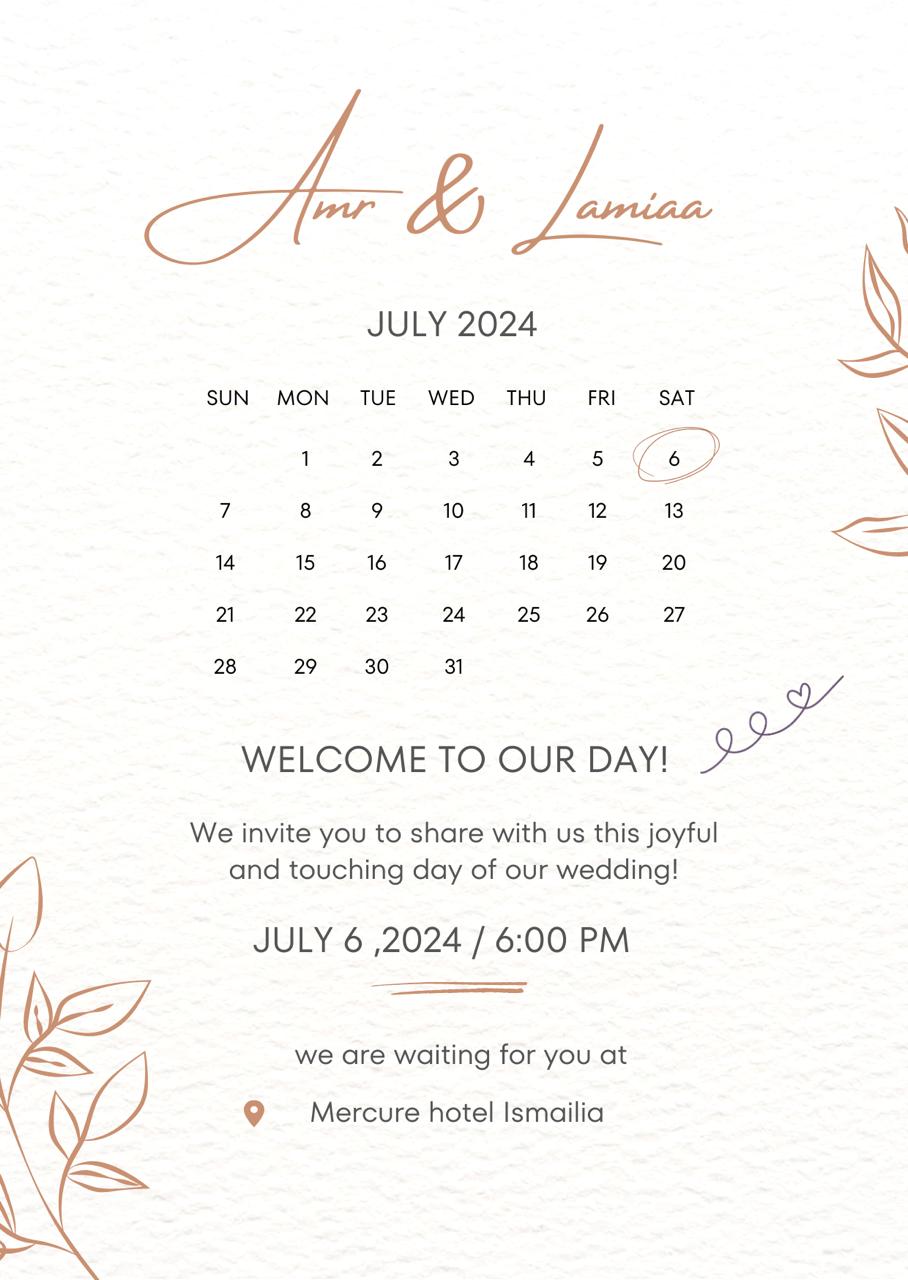 Amr & Lamiaa
JULY 2024
SUN MON TUE WED THU FRI SAT
1 2 3 4 5 6
7 8 9 10 11 12 13
14 15 16 17 18 19 20
21 22 23 24 25 26 27
28 29 30 31
WELCOME TO OUR DAY!
We invite you to share with us this joyful
and touching day of our wedding!
JULY 6 ,2024 / 6:00 PM
we are waiting for you at
Mercure hotel Ismailia